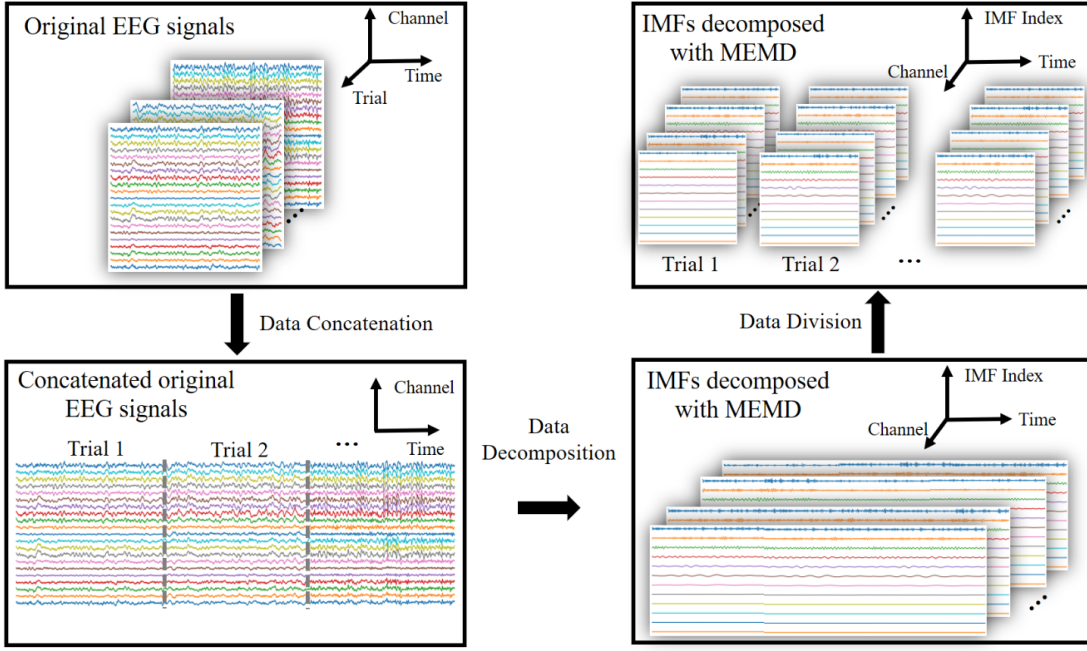 Original EEG signals
Channel
Time
Trial
...
Data Concatenation
Concatenated original
EEG signals
Channel
Time
Trial 1
Trial 2
...
Data
Decomposition
IMFs decomposed
with MEMD
IMF Index
Time
Channel
...
Data Division
IMFs decomposed
with MEMD
IMF Index
Time
Channel
...
...
...
Trial 1
Trial 2
...